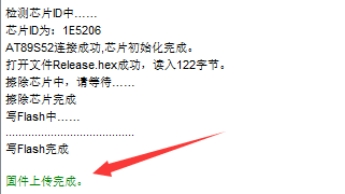 检测芯片ID中……
芯片ID为：1E5206
AT89S52连接成功,芯片初始化完成。
打开文件Release.hex成功，读入122字节。
擦除芯片中，请等待……
擦除芯片完成
写Flash中……
..........................................
写Flash完成
固件上传完成。